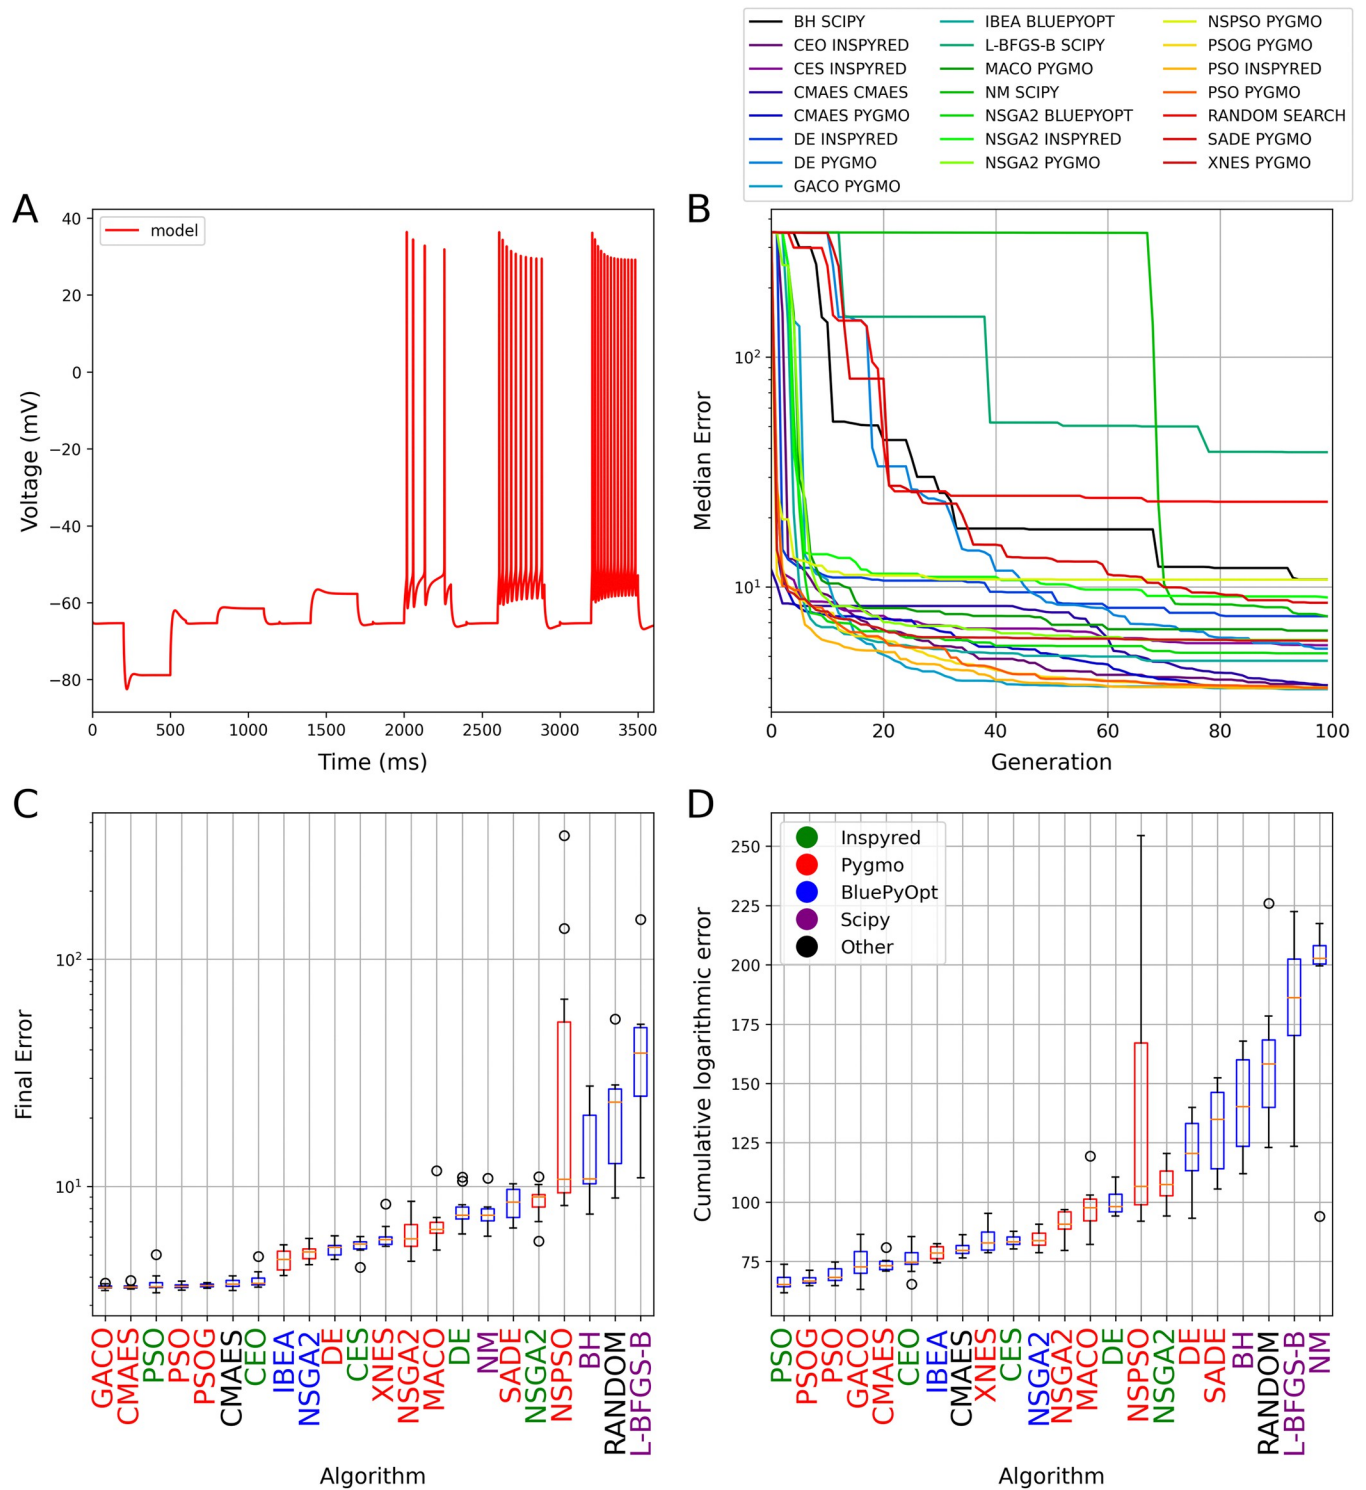 BH SCIPY
CEO INSPYRED
CES INSPYRED
CMAES CMAES
CMAES PYGMO
DE INSPYRED
DE PYGMO
GACO PYGMO
IBEA BLUEPYOPT
L-BFGS-B SCIPY
MACO PYGMO
NM SCIPY
NSGA2 BLUEPYOPT
NSGA2 INSPYRED
NSGA2 PYGMO
NSPSO PYGMO
PSOG PYGMO
PSO INSPYRED
PSO PYGMO
RANDOM SEARCH
SADE PYGMO
XNES PYGMO
A
model
40
20
0
−20
−40
−60
−80
Voltage (mV)
0 500 1000 1500 2000 2500 3000 3500
Time (ms)
B
10²
10¹
Median Error
0 20 40 60 80 100
Generation
C
10²
10¹
Final Error
GACO
CMAES
PSO
PSO
PSOG
CMAES
CEO
IBEA
NSGA2
DE
CES
XNES
NSGA2
MACO
DE
NM
SADE
NSGA2
NSPSO
BH
RANDOM
L-BFGS-B
Algorithm
D
Inspyred
Pygmo
BluePyOpt
Scipy
Other
250
225
200
175
150
125
100
75
Cumulative logarithmic error
PSO
PSOG
PSO
GACO
CMAES
CEO
IBEA
CMAES
XNES
CES
NSGA2
NSGA2
MACO
DE
NSPSO
NSGA2
DE
SADE
BH
RANDOM
L-BFGS-B
NM
Algorithm